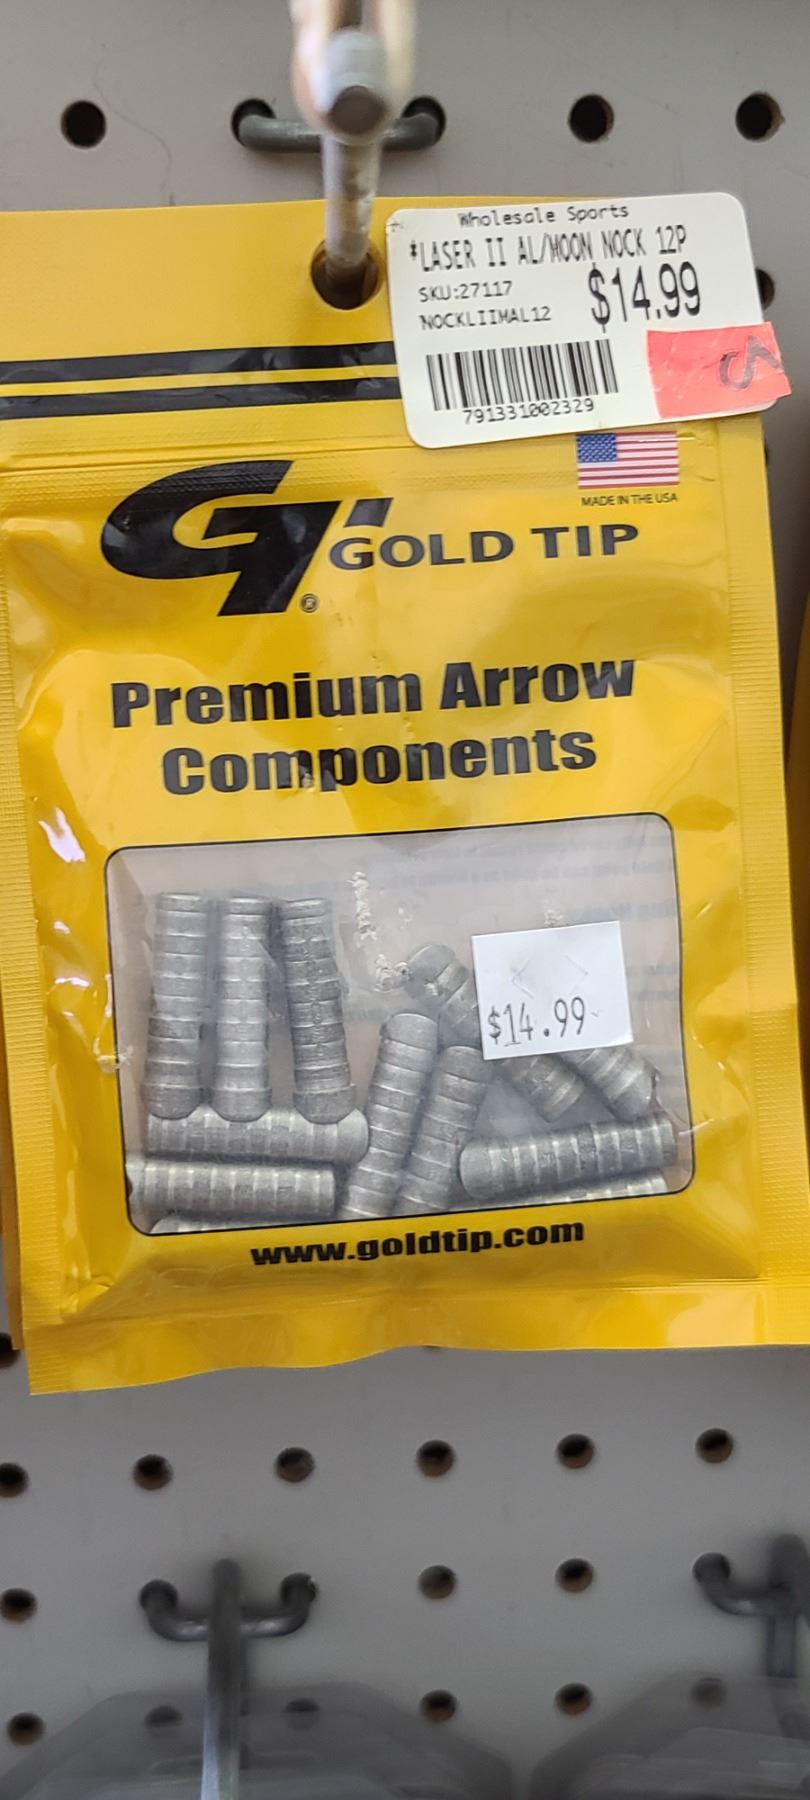 Wholesale Sports
*LASER II AL/MOON NOCK 12P
SKU:27117
$14.99
NOCKLIIMAL12
791331002329
MADE IN THE USA
GT®
GOLD TIP
Premium Arrow
Components
$14.99
www.goldtip.com